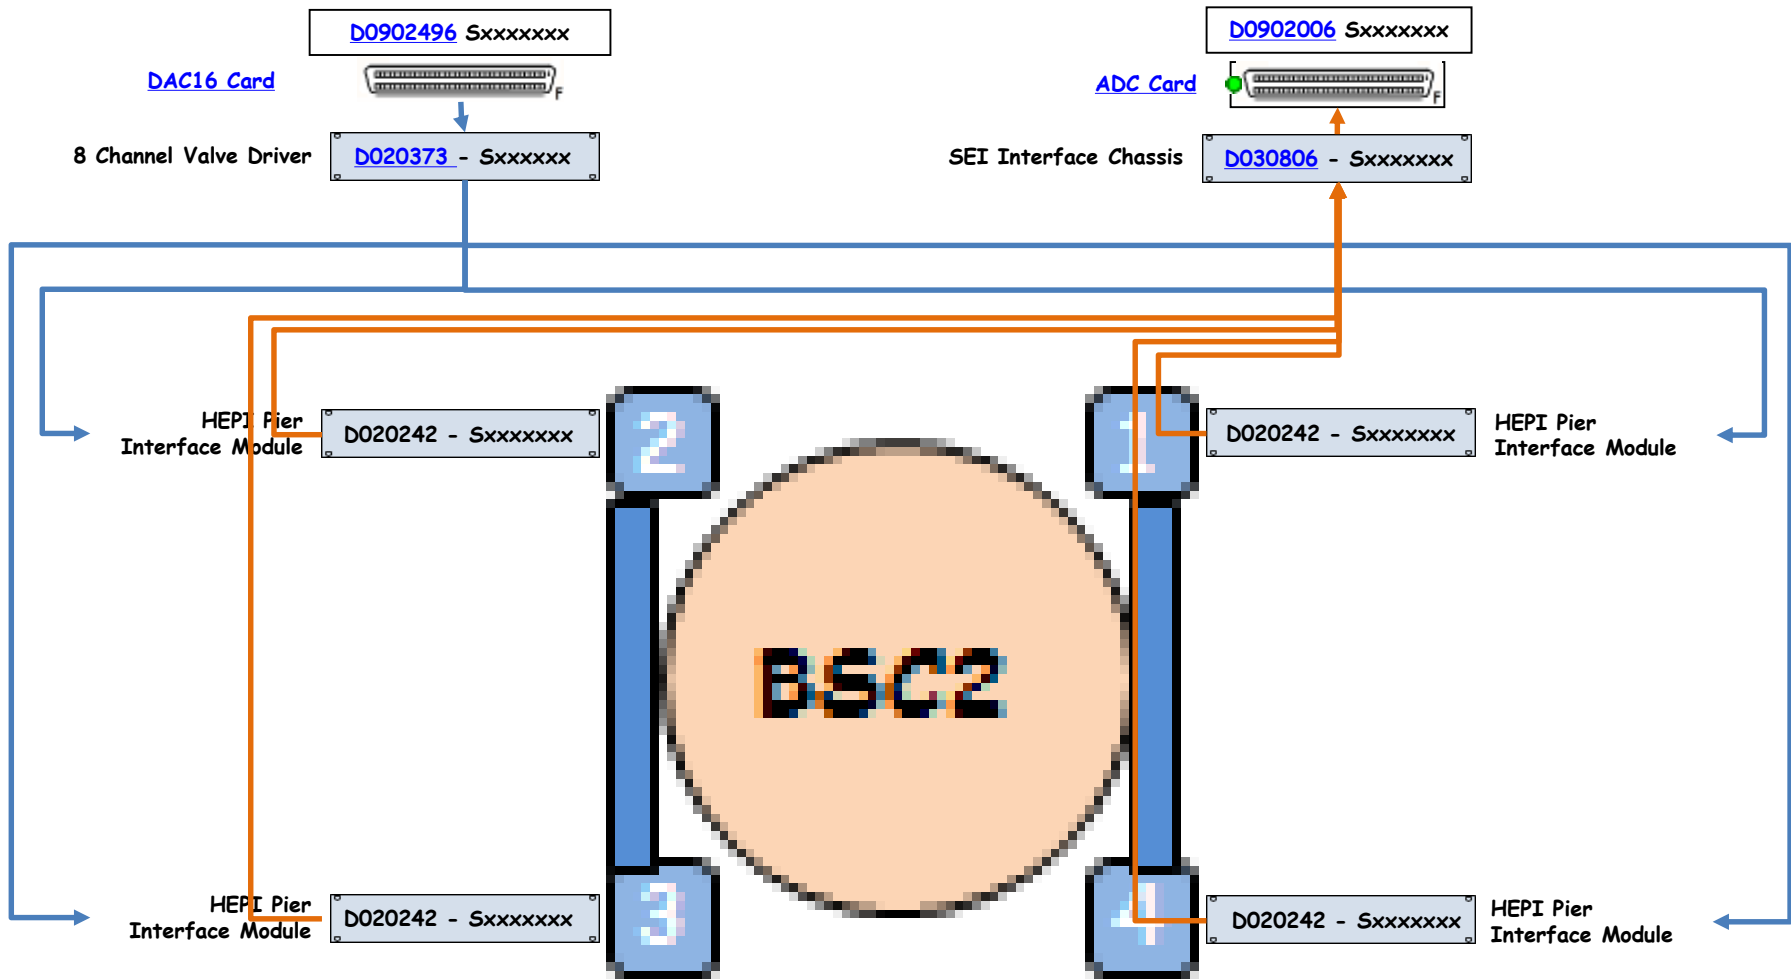 D0902496 Sxxxxxxx
D0902006 Sxxxxxxx
DAC16 Card
F
ADC Card
F
8 Channel Valve Driver
D020373 - Sxxxxxx
SEI Interface Chassis
D030806 - Sxxxxxxx
HEPI Pier
Interface Module
D020242 - Sxxxxxxx
2
1
D020242 - Sxxxxxxx
HEPI Pier
Interface Module
BSC2
HEPI Pier
Interface Module
D020242 - Sxxxxxxx
3
4
D020242 - Sxxxxxxx
HEPI Pier
Interface Module